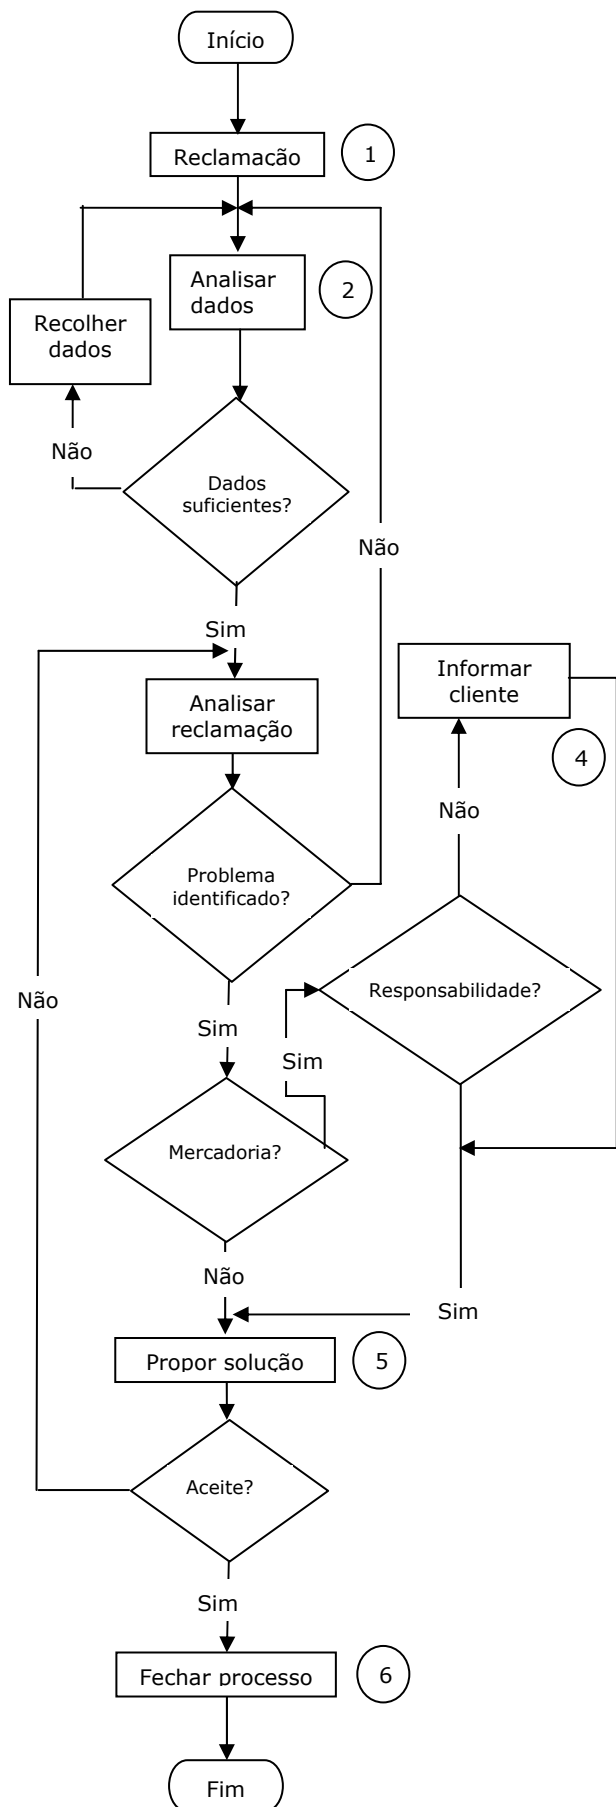 Início
Reclamação
1
Analisar
dados
2
Recolher
dados
Não
Dados
suficientes?
Não
Sim
Informar
cliente
Analisar
reclamação
4
Não
Problema
identificado?
Responsabilidade?
Não
Sim
Sim
Mercadoria?
Não
Sim
Propor solução
5
Aceite?
Sim
Fechar processo
6
Fim